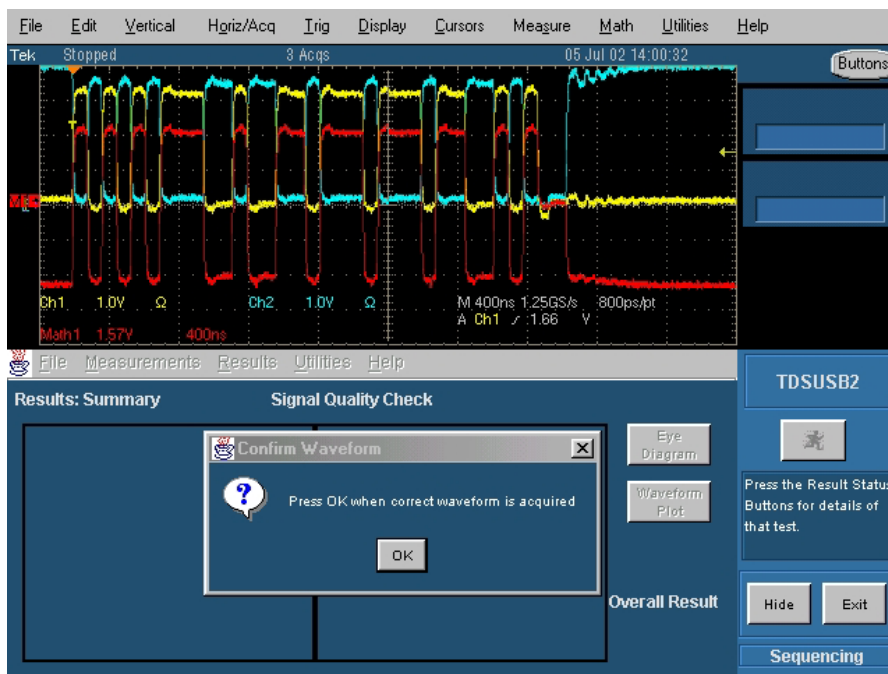 File Edit Vertical Horiz/Acq Trig Display Cursors Measure Math Utilities Help
Tek Stopped 3 Acqs 05 Jul 02 14:00:32
Buttons
T
Ch1 1.0V Ω Ch2 1.0V Ω M 400ns 1.25GS/s 800ps/pt
A Ch1 1.66 V
Math1 1.57V 400ns
File Measurements Results Utilities Help
TDSUSB2
Results: Summary Signal Quality Check
Eye
Diagram
Confirm Waveform
Press OK when correct waveform is acquired
OK
Waveform
Plot
Press the Result Status
Buttons for details of
that test.
Overall Result
Hide Exit
Sequencing